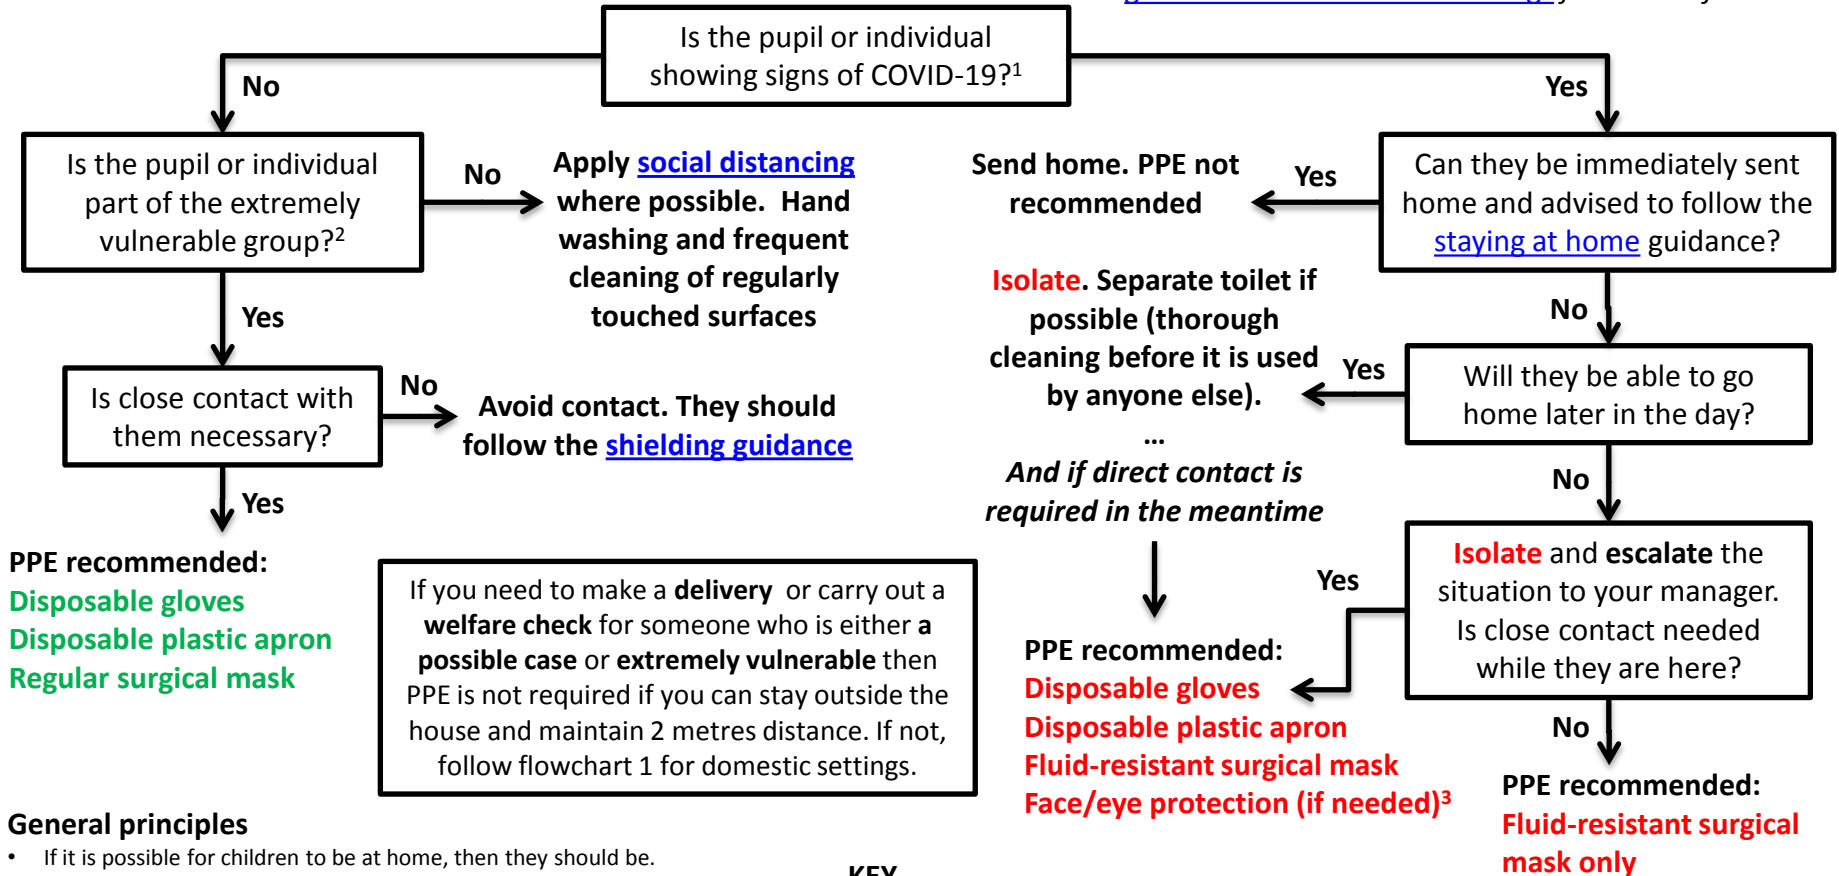 Is the pupil or individual
showing signs of COVID-19?¹
No
Yes
Is the pupil or individual
part of the extremely
vulnerable group?²
No
Apply social distancing
where possible. Hand
washing and frequent
cleaning of regularly
touched surfaces
Yes
Is close contact with
them necessary?
No
Avoid contact. They should
follow the shielding guidance
Yes
PPE recommended:
Disposable gloves
Disposable plastic apron
Regular surgical mask
If you need to make a delivery or carry out a
welfare check for someone who is either a
possible case or extremely vulnerable then
PPE is not required if you can stay outside the
house and maintain 2 metres distance. If not,
follow flowchart 1 for domestic settings.
Can they be immediately sent
home and advised to follow the
staying at home guidance?
Yes
Send home. PPE not
recommended
No
Will they be able to go
home later in the day?
Yes
Isolate. Separate toilet if
possible (thorough
cleaning before it is used
by anyone else).
...
And if direct contact is
required in the meantime
No
Isolate and escalate the
situation to your manager.
Is close contact needed
while they are here?
Yes
PPE recommended:
Disposable gloves
Disposable plastic apron
Fluid-resistant surgical mask
Face/eye protection (if needed)³
No
PPE recommended:
Fluid-resistant surgical
mask only
General principles
• If it is possible for children to be at home, then they should be.
KEY